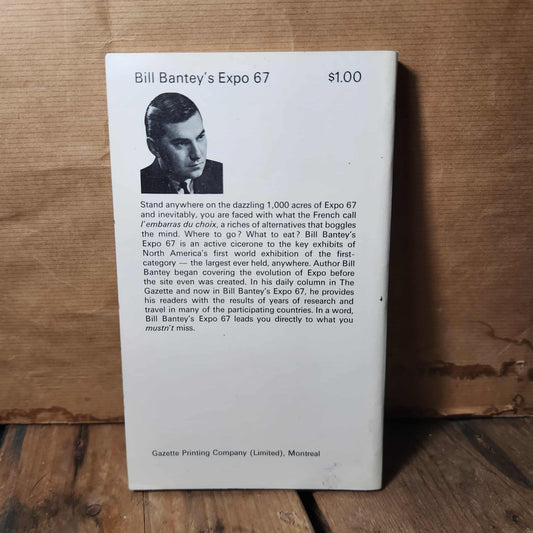 Bill Bantey's Expo 67 $1.00
Stand anywhere on the dazzling 1,000 acres of Expo 67
and inevitably, you are faced with what the French call
l'embarras du choix, a riches of alternatives that boggles
the mind. Where to go? What to eat? Bill Bantey's
Expo 67 is an active cicerone to the key exhibits of
North America's first world exhibition of the first-
category — the largest ever held, anywhere. Author Bill
Bantey began covering the evolution of Expo before
the site even was created. In his daily column in The
Gazette and now in Bill Bantey's Expo 67, he provides
his readers with the results of years of research and
travel in many of the participating countries. In a word,
Bill Bantey's Expo 67 leads you directly to what you
mustn't miss.
Gazette Printing Company (Limited), Montreal